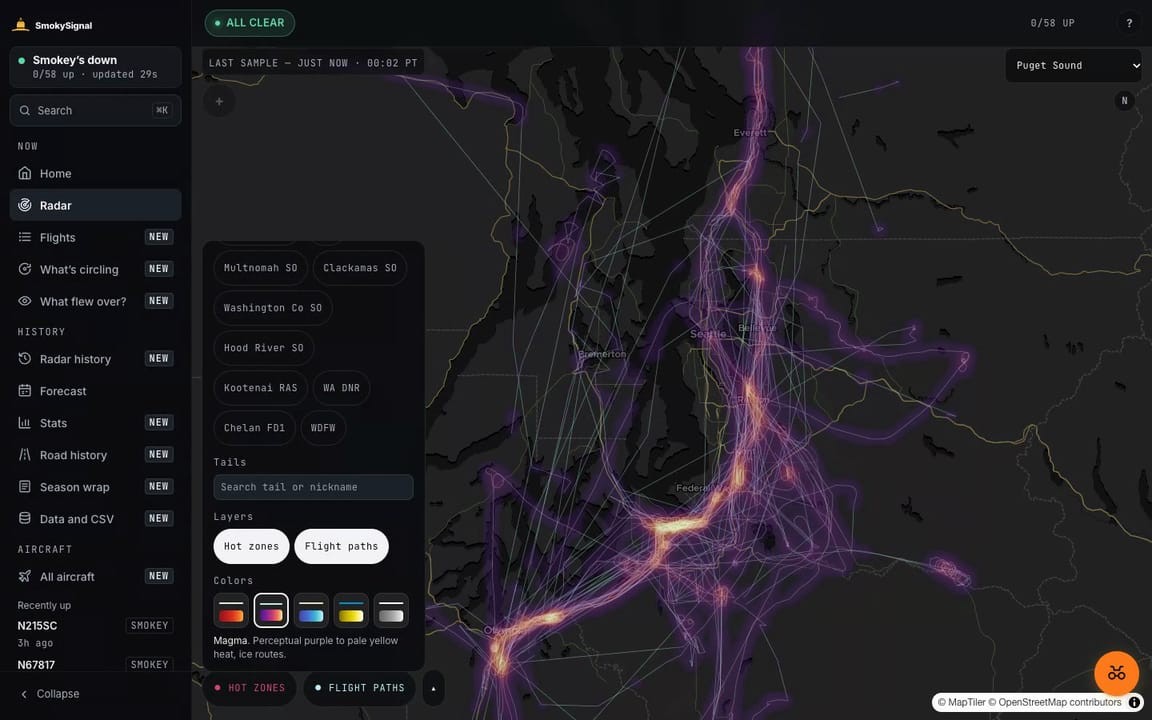 SmokySignal
Smokey's down
0/58 up · updated 29s
Search
⌘K
NOW
Home
Radar
Flights NEW
What's circling NEW
What flew over? NEW
HISTORY
Radar history NEW
Forecast
Stats NEW
Road history NEW
Season wrap NEW
Data and CSV NEW
AIRCRAFT
All aircraft NEW
Recently up
N215SC SMOKEY
3h ago
N67817 SMOKEY
Collapse
ALL CLEAR
0/58 UP
?
LAST SAMPLE — JUST NOW · 00:02 PT
+
Puget Sound
N
Everett
Seattle
Bellevue
Bremerton
Multnomah SO
Clackamas SO
Washington Co SO
Hood River SO
Kootenai RAS
WA DNR
Chelan FD1
WDFW
Tails
Search tail or nickname
Layers
Hot zones
Flight paths
Colors
Magma. Perceptual purple to pale yellow
heat, ice routes.
HOT ZONES
FLIGHT PATHS
© MapTiler © OpenStreetMap contributors